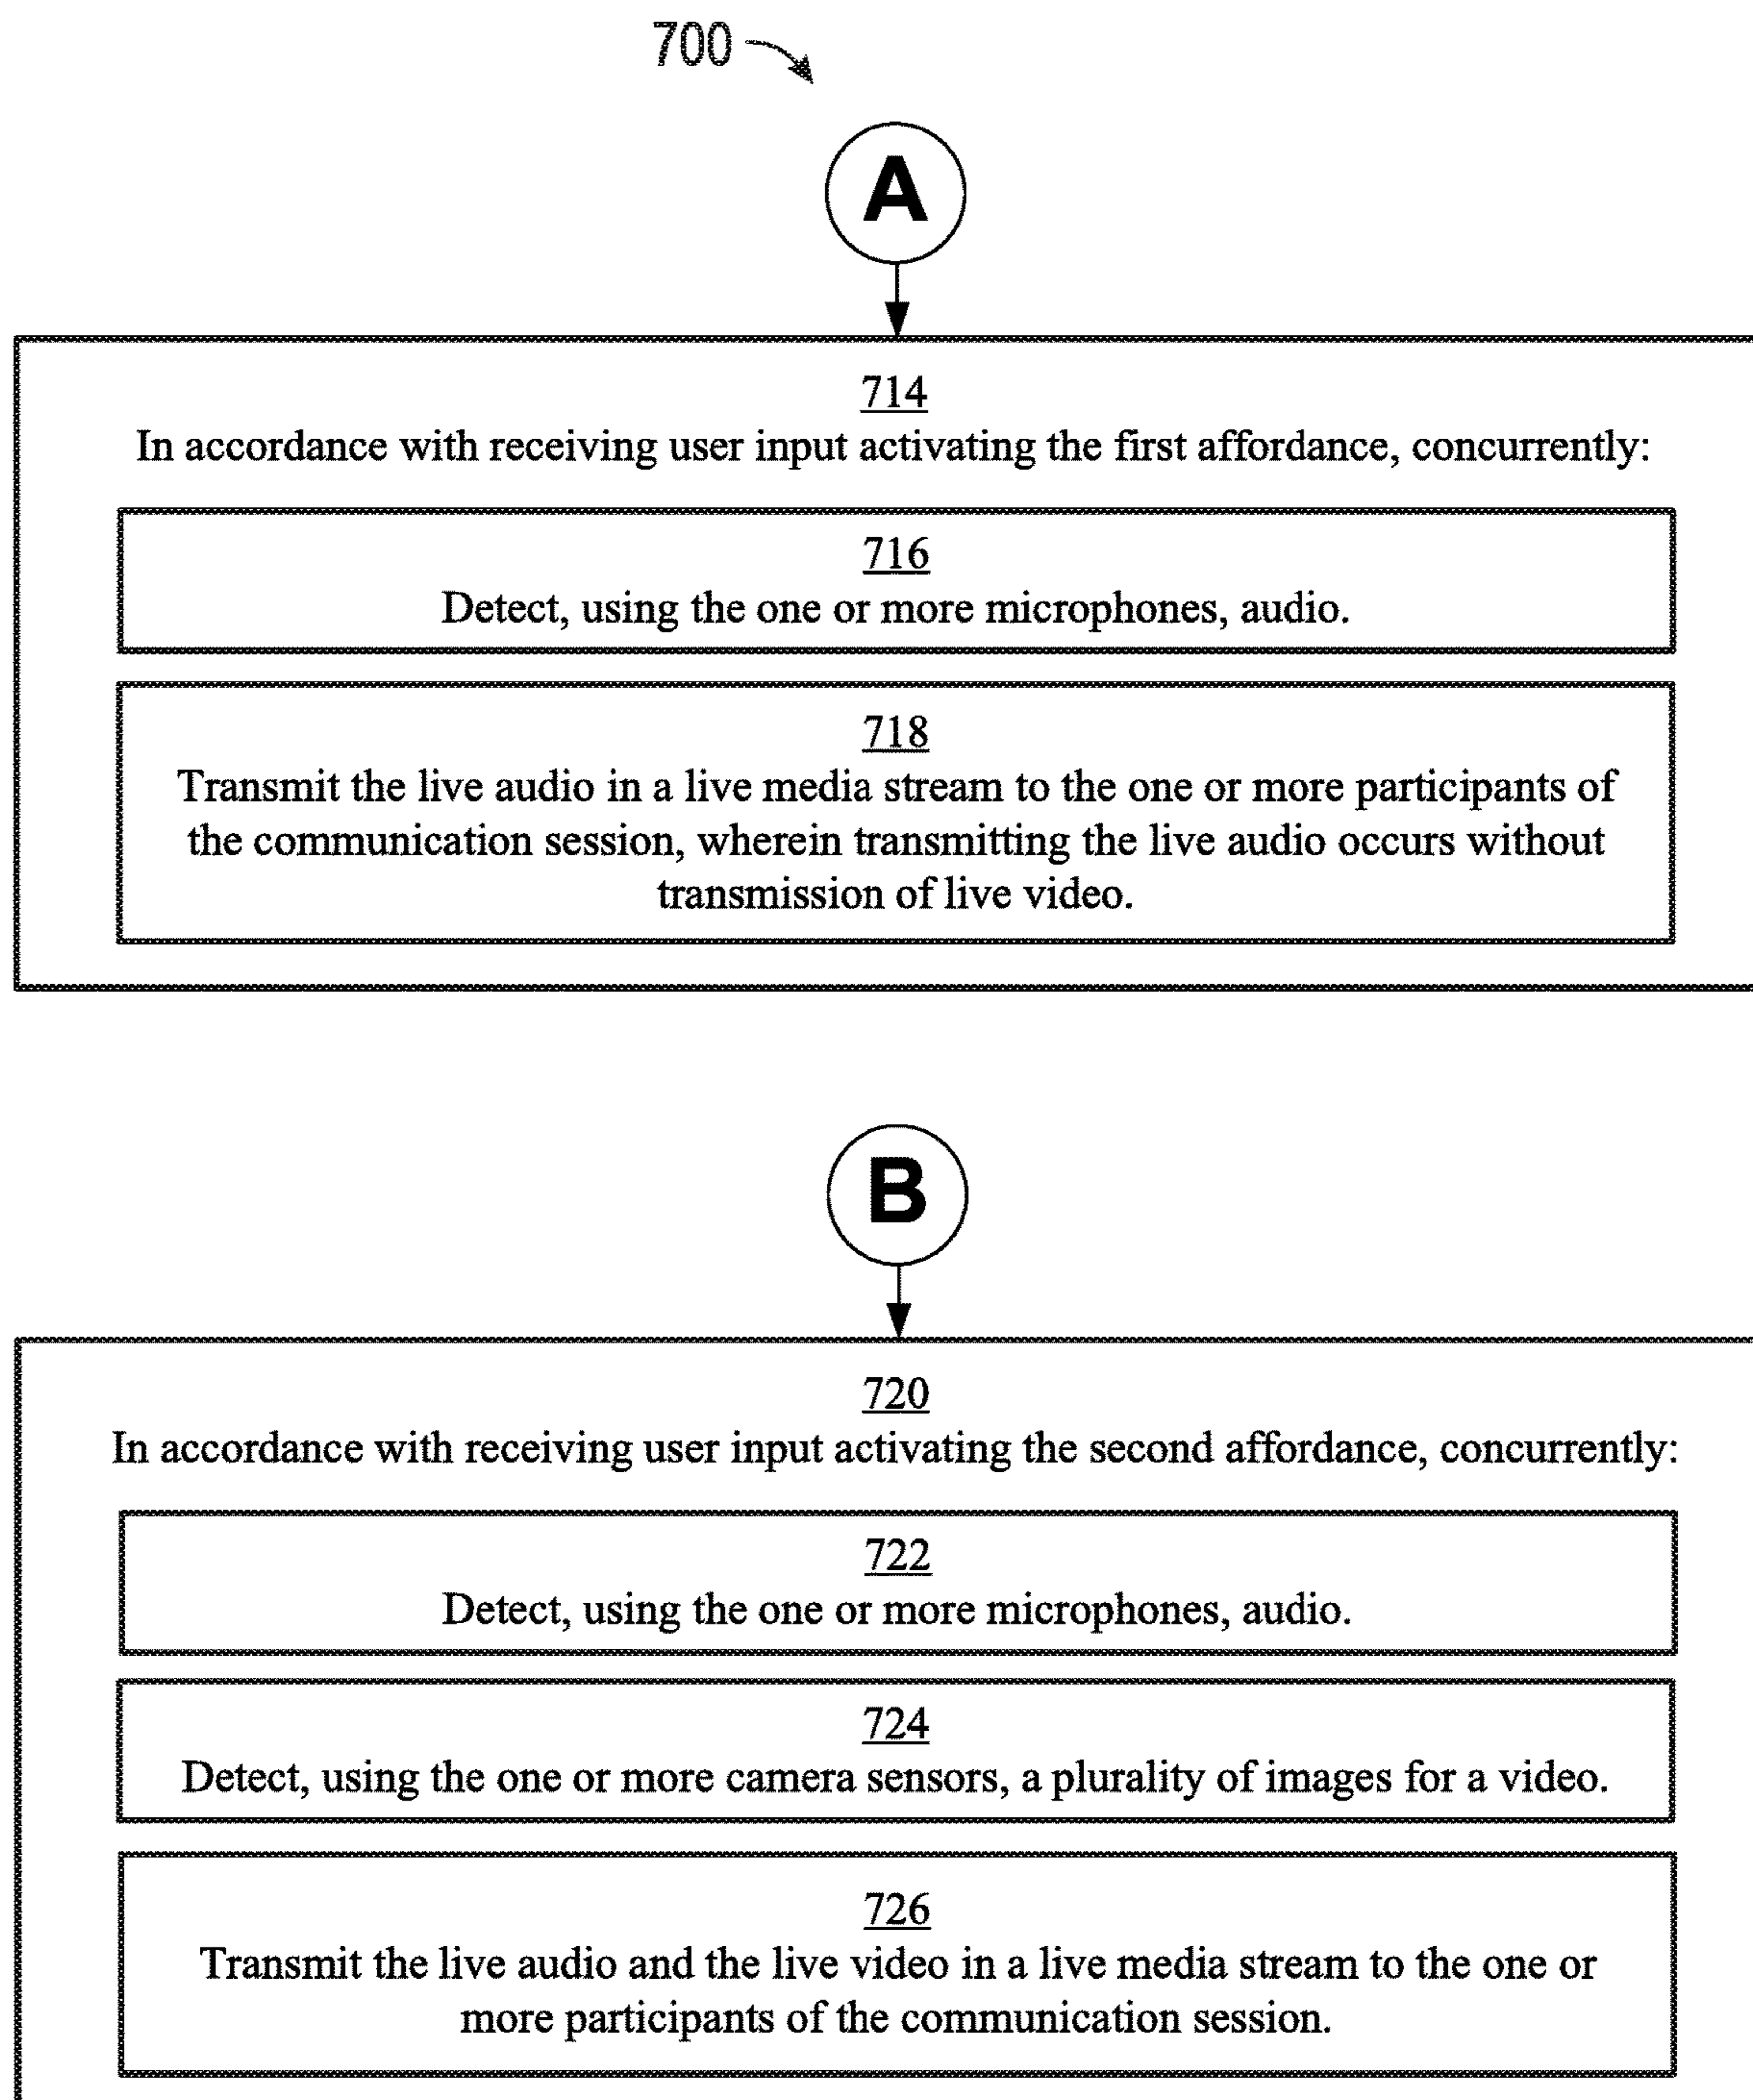 700
A
714
In accordance with receiving user input activating the first affordance, concurrently:
716
Detect, using the one or more microphones, audio.
718
Transmit the live audio in a live media stream to the one or more participants of
the communication session, wherein transmitting the live audio occurs without
transmission of live video.
B
720
In accordance with receiving user input activating the second affordance, concurrently:
722
Detect, using the one or more microphones, audio.
724
Detect, using the one or more camera sensors, a plurality of images for a video.
726
Transmit the live audio and the live video in a live media stream to the one or
more participants of the communication session.